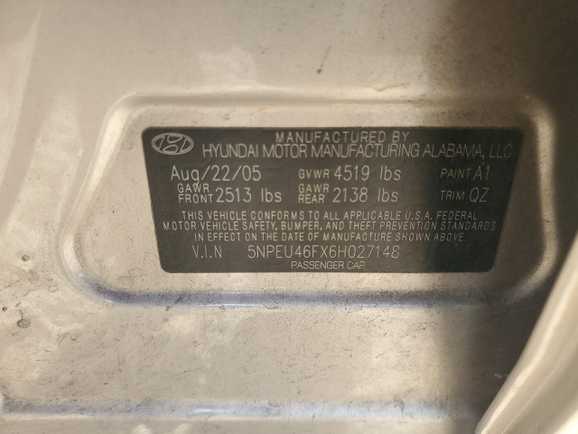 MANUFACTURED BY
HYUNDAI MOTOR MANUFACTURING ALABAMA, LLC
Aug/22/05 GVWR 4519 lbs PAINT A1
GAWR FRONT 2513 lbs GAWR REAR 2138 lbs TRIM QZ
THIS VEHICLE CONFORMS TO ALL APPLICABLE U.S.A. FEDERAL
MOTOR VEHICLE SAFETY, BUMPER, AND THEFT PREVENTION STANDARDS
IN EFFECT ON THE DATE OF MANUFACTURE SHOWN ABOVE.
V.I.N 5NPEU46FX6H027148
PASSENGER CAR